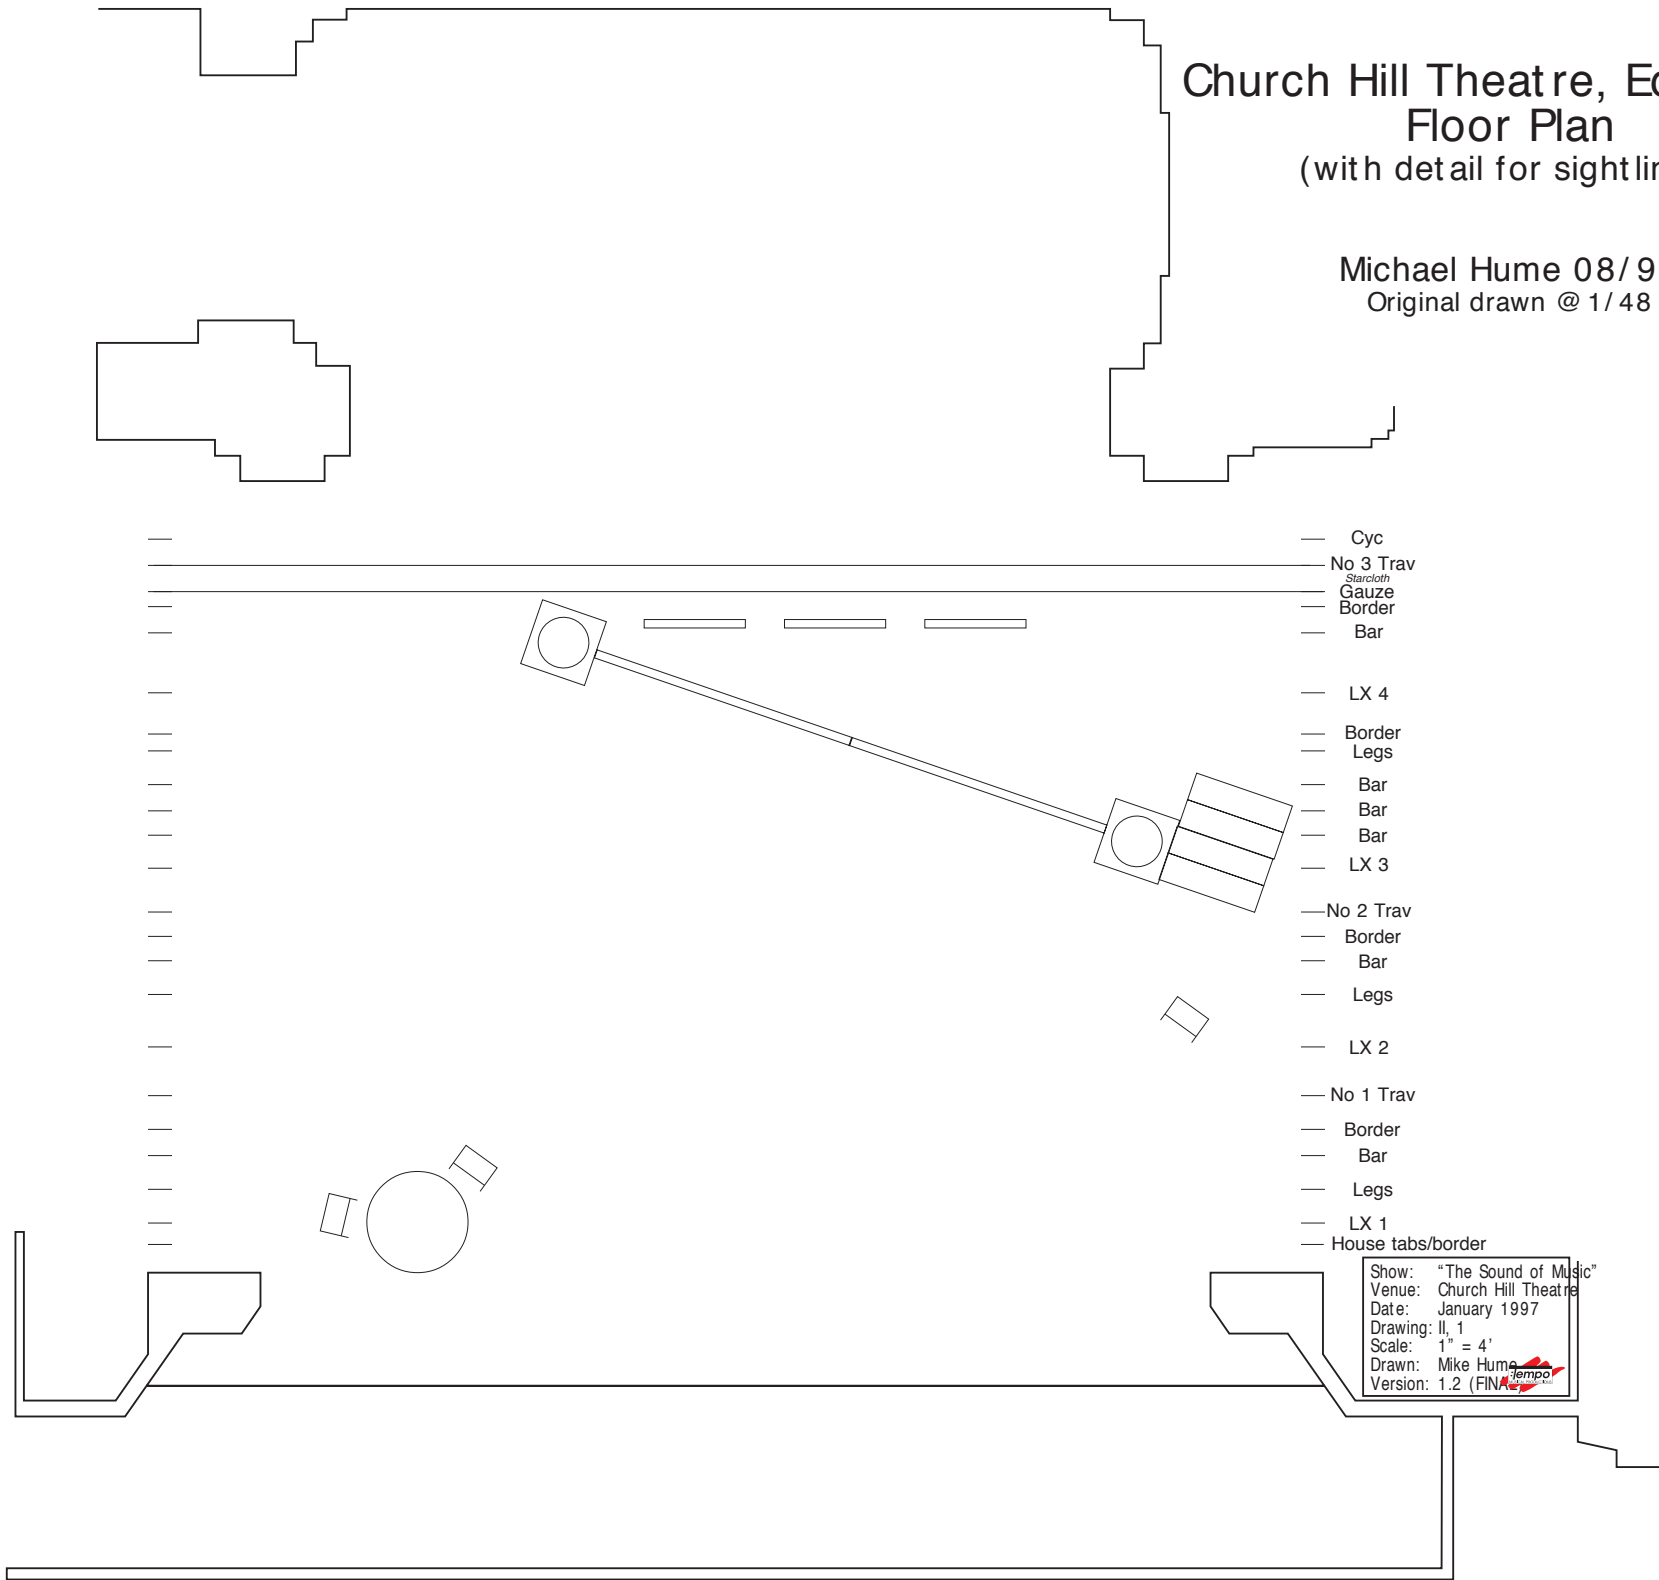 Church Hill Theatre, Ed
Floor Plan
(with detail for sightlin
Michael Hume 08/9
Original drawn @ 1/48
Cyc
No 3 Trav
Starcloth
Gauze
Border
Bar
LX 4
Border
Legs
Bar
Bar
Bar
LX 3
No 2 Trav
Border
Bar
Legs
LX 2
No 1 Trav
Border
Bar
Legs
LX 1
House tabs/border
Show: “The Sound of Music”
Venue: Church Hill Theatre
Date: January 1997
Drawing: II, 1
Scale: 1” = 4’
Drawn: Mike Hume
Version: 1.2 (FINAL)
Tempo